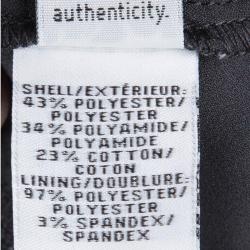 authenticity.
SHELL/EXTÉRIEUR:
43% POLYESTER/
POLYESTER
34% POLYAMIDE/
POLYAMIDE
23% COTTON/
COTON
LINING/DOUBLURE:
97% POLYESTER/
POLYESTER
3% SPANDEX/
SPANDEX